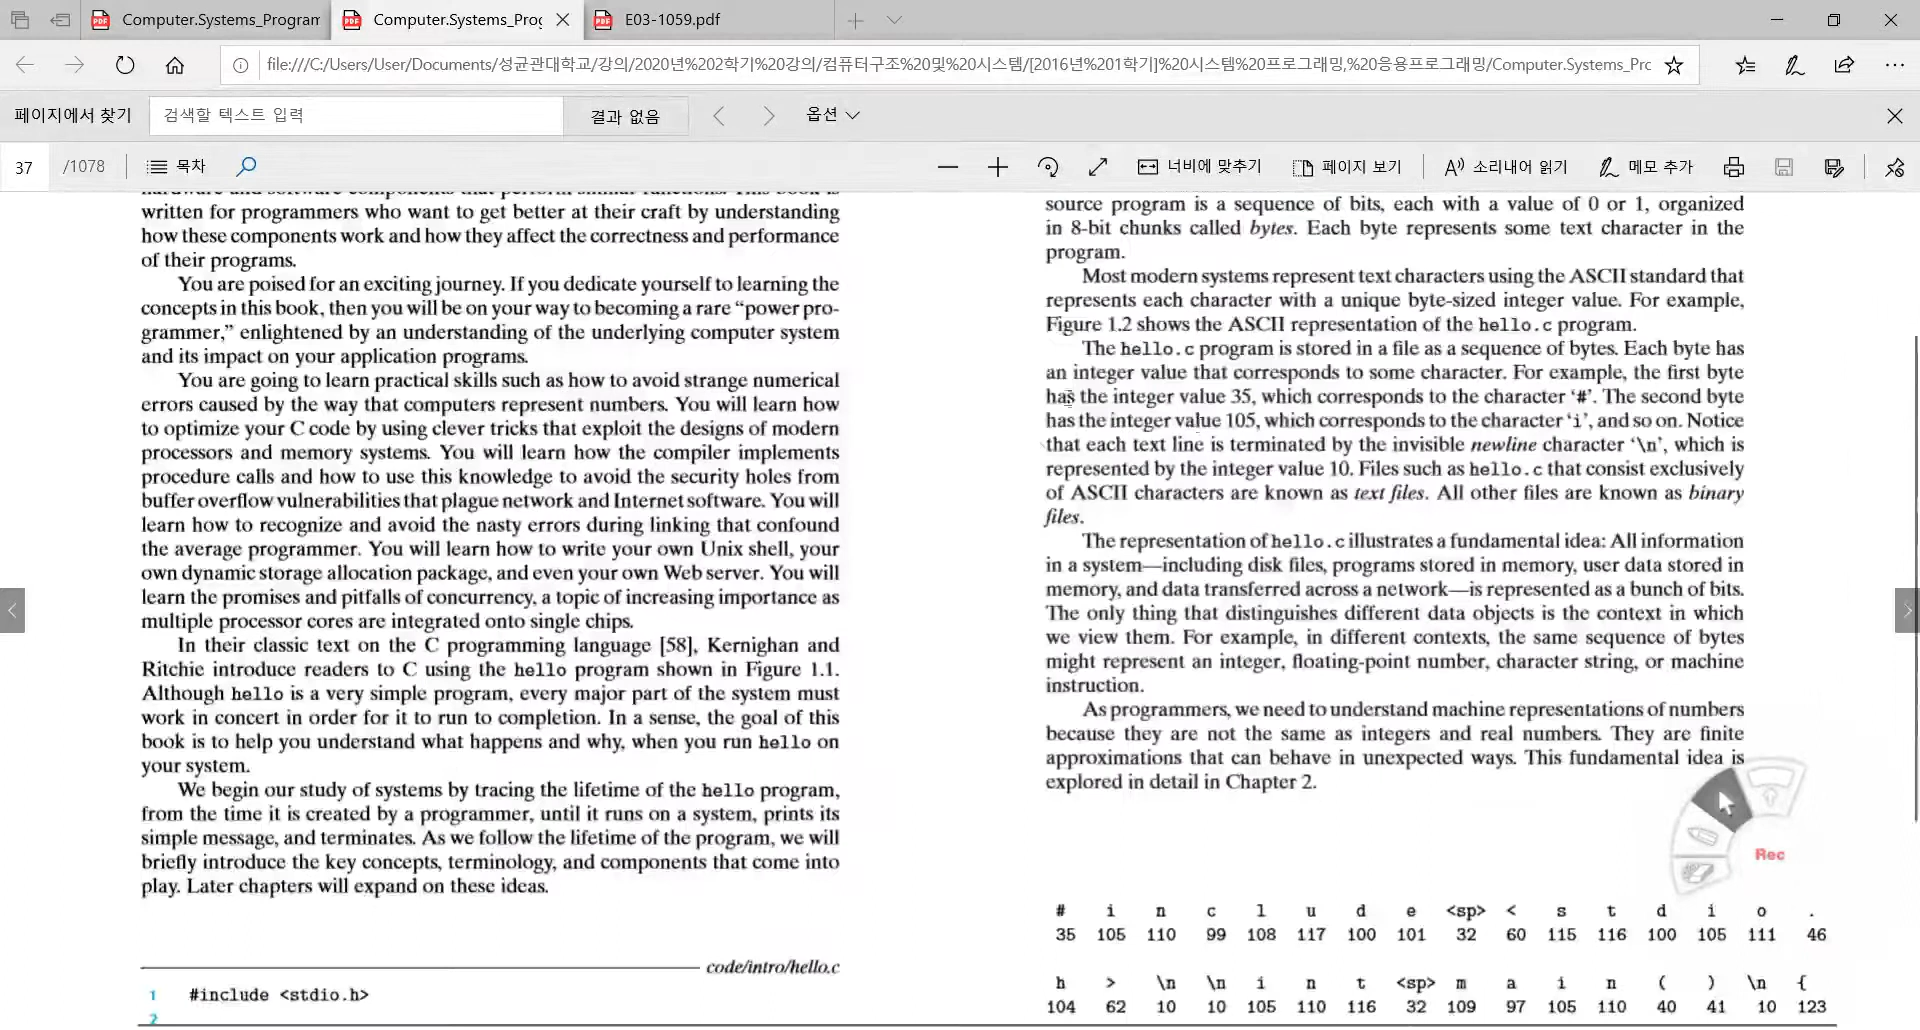 Computer.Systems_Program
Computer.Systems_Prog
E03-1059.pdf
file:///C:/Users/User/Documents/성균관대학교/강의/2020년%202학기%20강의/컴퓨터구조%20및%20시스템/[2016년%201학기]%20시스템%20프로그래밍,%20응용프로그래밍/Computer.Systems_Prc
페이지에서 찾기
검색할 텍스트 입력
결과 없음
옵션
37
/1078
목차
너비에 맞추기
페이지 보기
소리내어 읽기
메모 추가
hardware and software components that perform similar functions. This book is
written for programmers who want to get better at their craft by understanding
how these components work and how they affect the correctness and performance
of their programs.
You are poised for an exciting journey. If you dedicate yourself to learning the
concepts in this book, then you will be on your way to becoming a rare “power pro-
grammer,” enlightened by an understanding of the underlying computer system
and its impact on your application programs.
You are going to learn practical skills such as how to avoid strange numerical
errors caused by the way that computers represent numbers. You will learn how
to optimize your C code by using clever tricks that exploit the designs of modern
processors and memory systems. You will learn how the compiler implements
procedure calls and how to use this knowledge to avoid the security holes from
buffer overflow vulnerabilities that plague network and Internet software. You will
learn how to recognize and avoid the nasty errors during linking that confound
the average programmer. You will learn how to write your own Unix shell, your
own dynamic storage allocation package, and even your own Web server. You will
learn the promises and pitfalls of concurrency, a topic of increasing importance as
multiple processor cores are integrated onto single chips.
In their classic text on the C programming language [58], Kernighan and
Ritchie introduce readers to C using the hello program shown in Figure 1.1.
Although hello is a very simple program, every major part of the system must
work in concert in order for it to run to completion. In a sense, the goal of this
book is to help you understand what happens and why, when you run hello on
your system.
We begin our study of systems by tracing the lifetime of the hello program,
from the time it is created by a programmer, until it runs on a system, prints its
simple message, and terminates. As we follow the lifetime of the program, we will
briefly introduce the key concepts, terminology, and components that come into
play. Later chapters will expand on these ideas.
code/intro/hello.c
1 #include <stdio.h>
2
source program is a sequence of bits, each with a value of 0 or 1, organized
in 8-bit chunks called bytes. Each byte represents some text character in the
program.
Most modern systems represent text characters using the ASCII standard that
represents each character with a unique byte-sized integer value. For example,
Figure 1.2 shows the ASCII representation of the hello.c program.
The hello.c program is stored in a file as a sequence of bytes. Each byte has
an integer value that corresponds to some character. For example, the first byte
has the integer value 35, which corresponds to the character ‘#’. The second byte
has the integer value 105, which corresponds to the character ‘i’, and so on. Notice
that each text line is terminated by the invisible newline character ‘\n’, which is
represented by the integer value 10. Files such as hello.c that consist exclusively
of ASCII characters are known as text files. All other files are known as binary
files.
The representation of hello.c illustrates a fundamental idea: All information
in a system—including disk files, programs stored in memory, user data stored in
memory, and data transferred across a network—is represented as a bunch of bits.
The only thing that distinguishes different data objects is the context in which
we view them. For example, in different contexts, the same sequence of bytes
might represent an integer, floating-point number, character string, or machine
instruction.
As programmers, we need to understand machine representations of numbers
because they are not the same as integers and real numbers. They are finite
approximations that can behave in unexpected ways. This fundamental idea is
explored in detail in Chapter 2.
Rec
# i n c l u d e <sp> < s t d i o .
35 105 110 99 108 117 100 101 32 60 115 116 100 105 111 46
h > \n \n i n t <sp> m a i n ( ) \n {
104 62 10 10 105 110 116 32 109 97 105 110 40 41 10 123